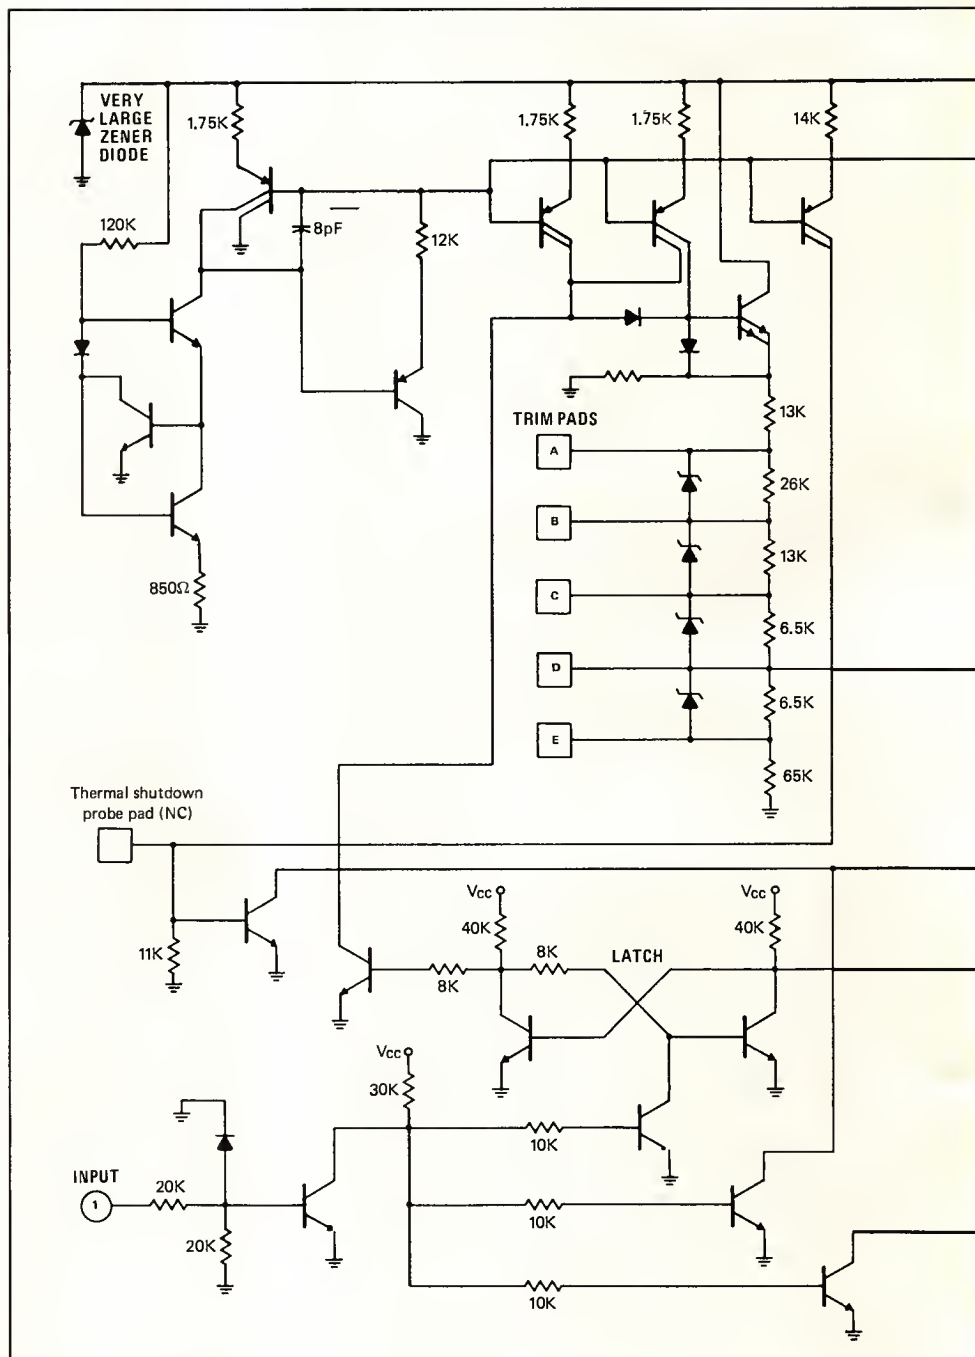 VERY
LARGE
ZENER
DIODE
1.75K
1.75K
1.75K
14K
120K
8pF
12K
13K
TRIM PADS
A
26K
B
13K
850Ω
C
6.5K
D
6.5K
E
65K
Thermal shutdown
probe pad (NC)
Vcc
Vcc
40K
40K
11K
8K
LATCH
8K
Vcc
30K
10K
INPUT
1
20K
20K
10K
10K